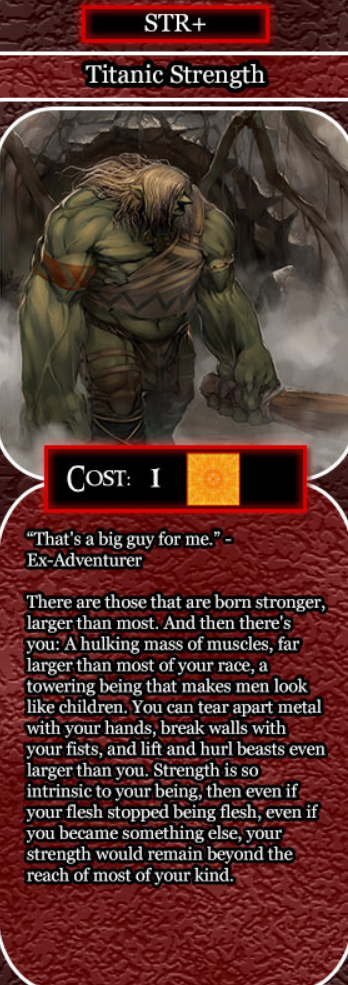 STR+
Titanic Strength
Cost: 1
“That's a big guy for me.” -
Ex-Adventurer
There are those that are born stronger,
larger than most. And then there's
you: A hulking mass of muscles, far
larger than most of your race, a
towering being that makes men look
like children. You can tear apart metal
with your hands, break walls with
your fists, and lift and hurl beasts even
larger than you. Strength is so
intrinsic to your being, then even if
your flesh stopped being flesh, even if
you became something else, your
strength would remain beyond the
reach of most of your kind.